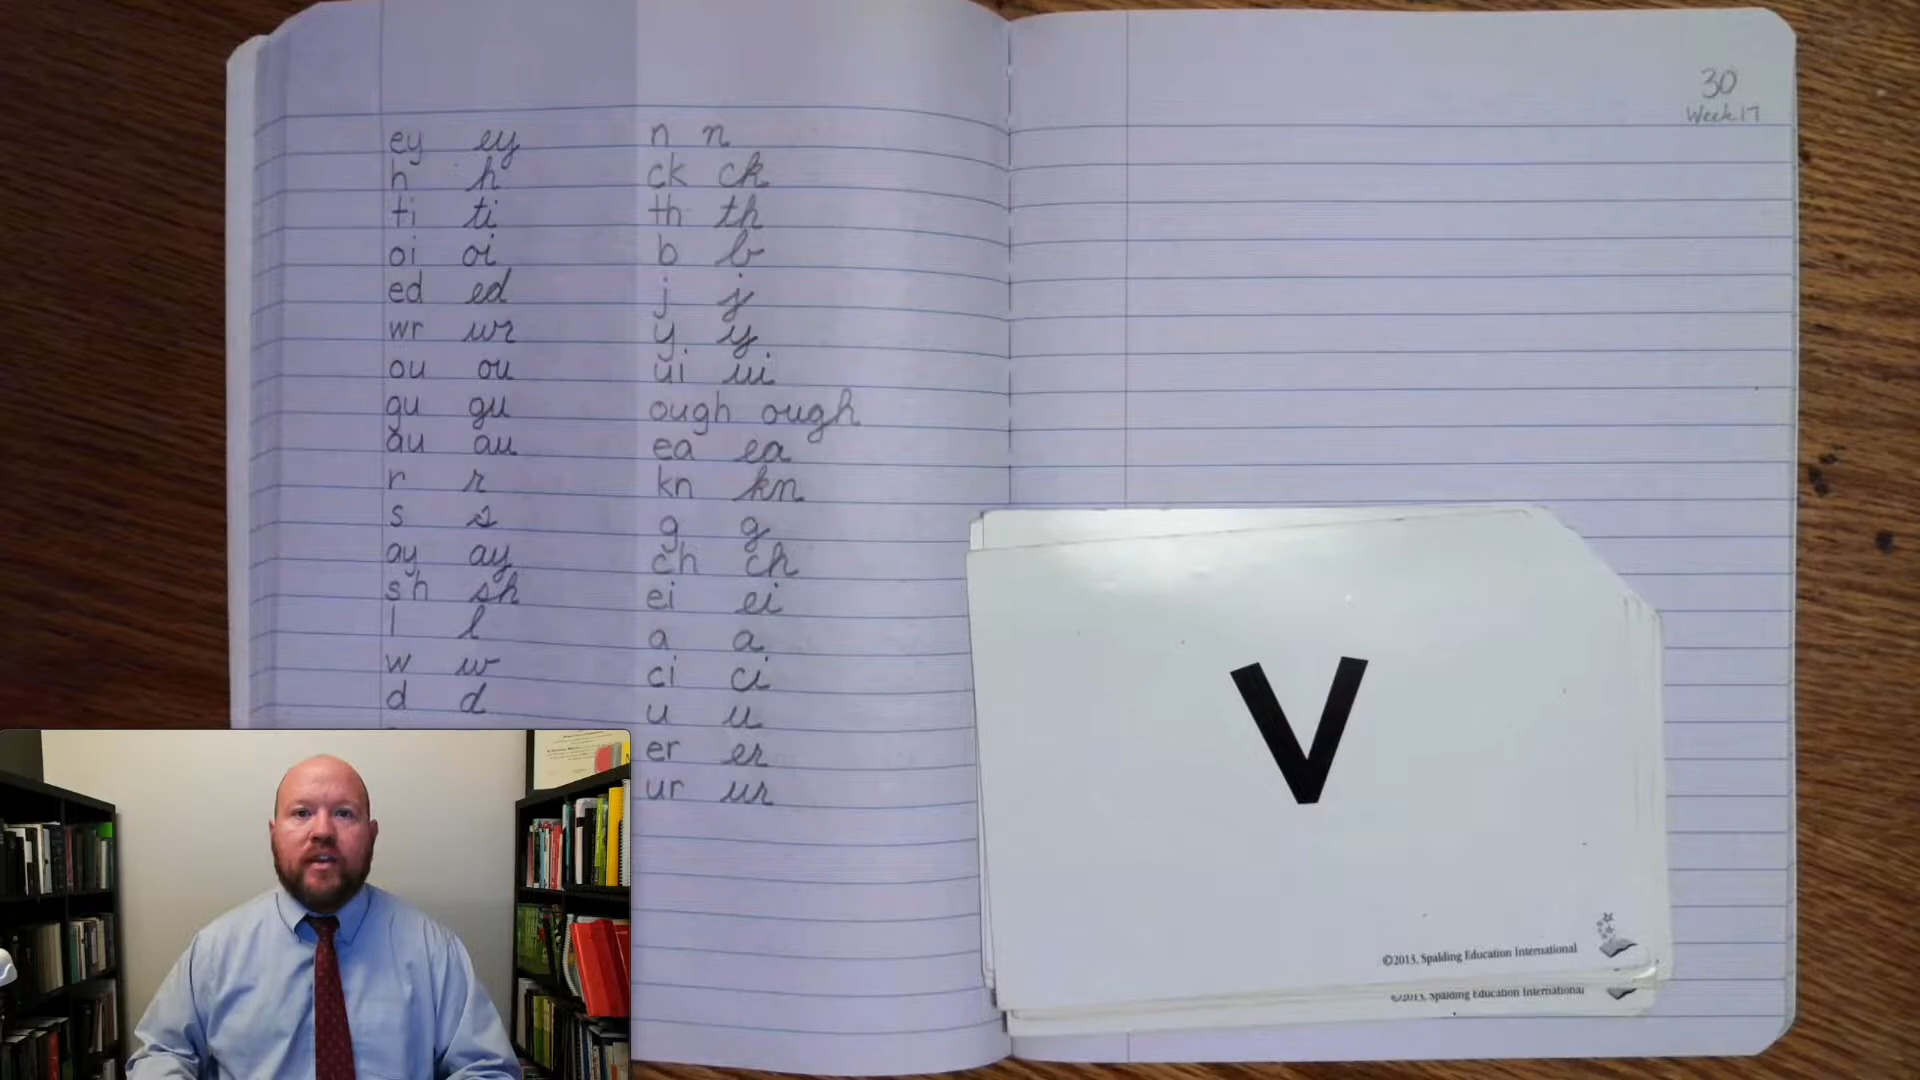 ey ey
h h
ti ti
oi oi
ed ed
wr wr
ou ou
gu gu
au au
r r
s s
ay ay
sh sh
l l
w w
d d
n n
ck ck
th th
b b
j j
y y
ui ui
ough ough
ea ea
kn kn
g g
ch ch
ei ei
a a
ci ci
u u
er er
ur ur
30
Week 17
v
©2013, Spalding Education International
©2013, Spalding Education International